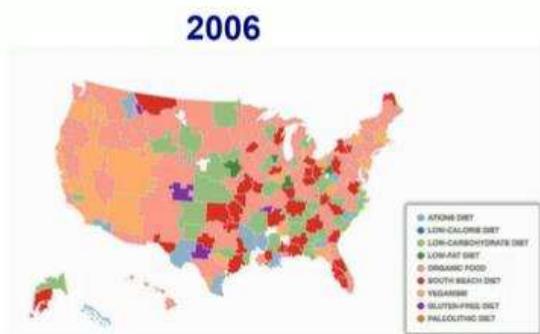 2006
ATKINS DIET
LOW-CALORIE DIET
LOW-CARBOHYDRATE DIET
LOW-FAT DIET
ORGANIC FOOD
SOUTH BEACH DIET
VEGANISM
GLUTEN-FREE DIET
PALEOLITHIC DIET